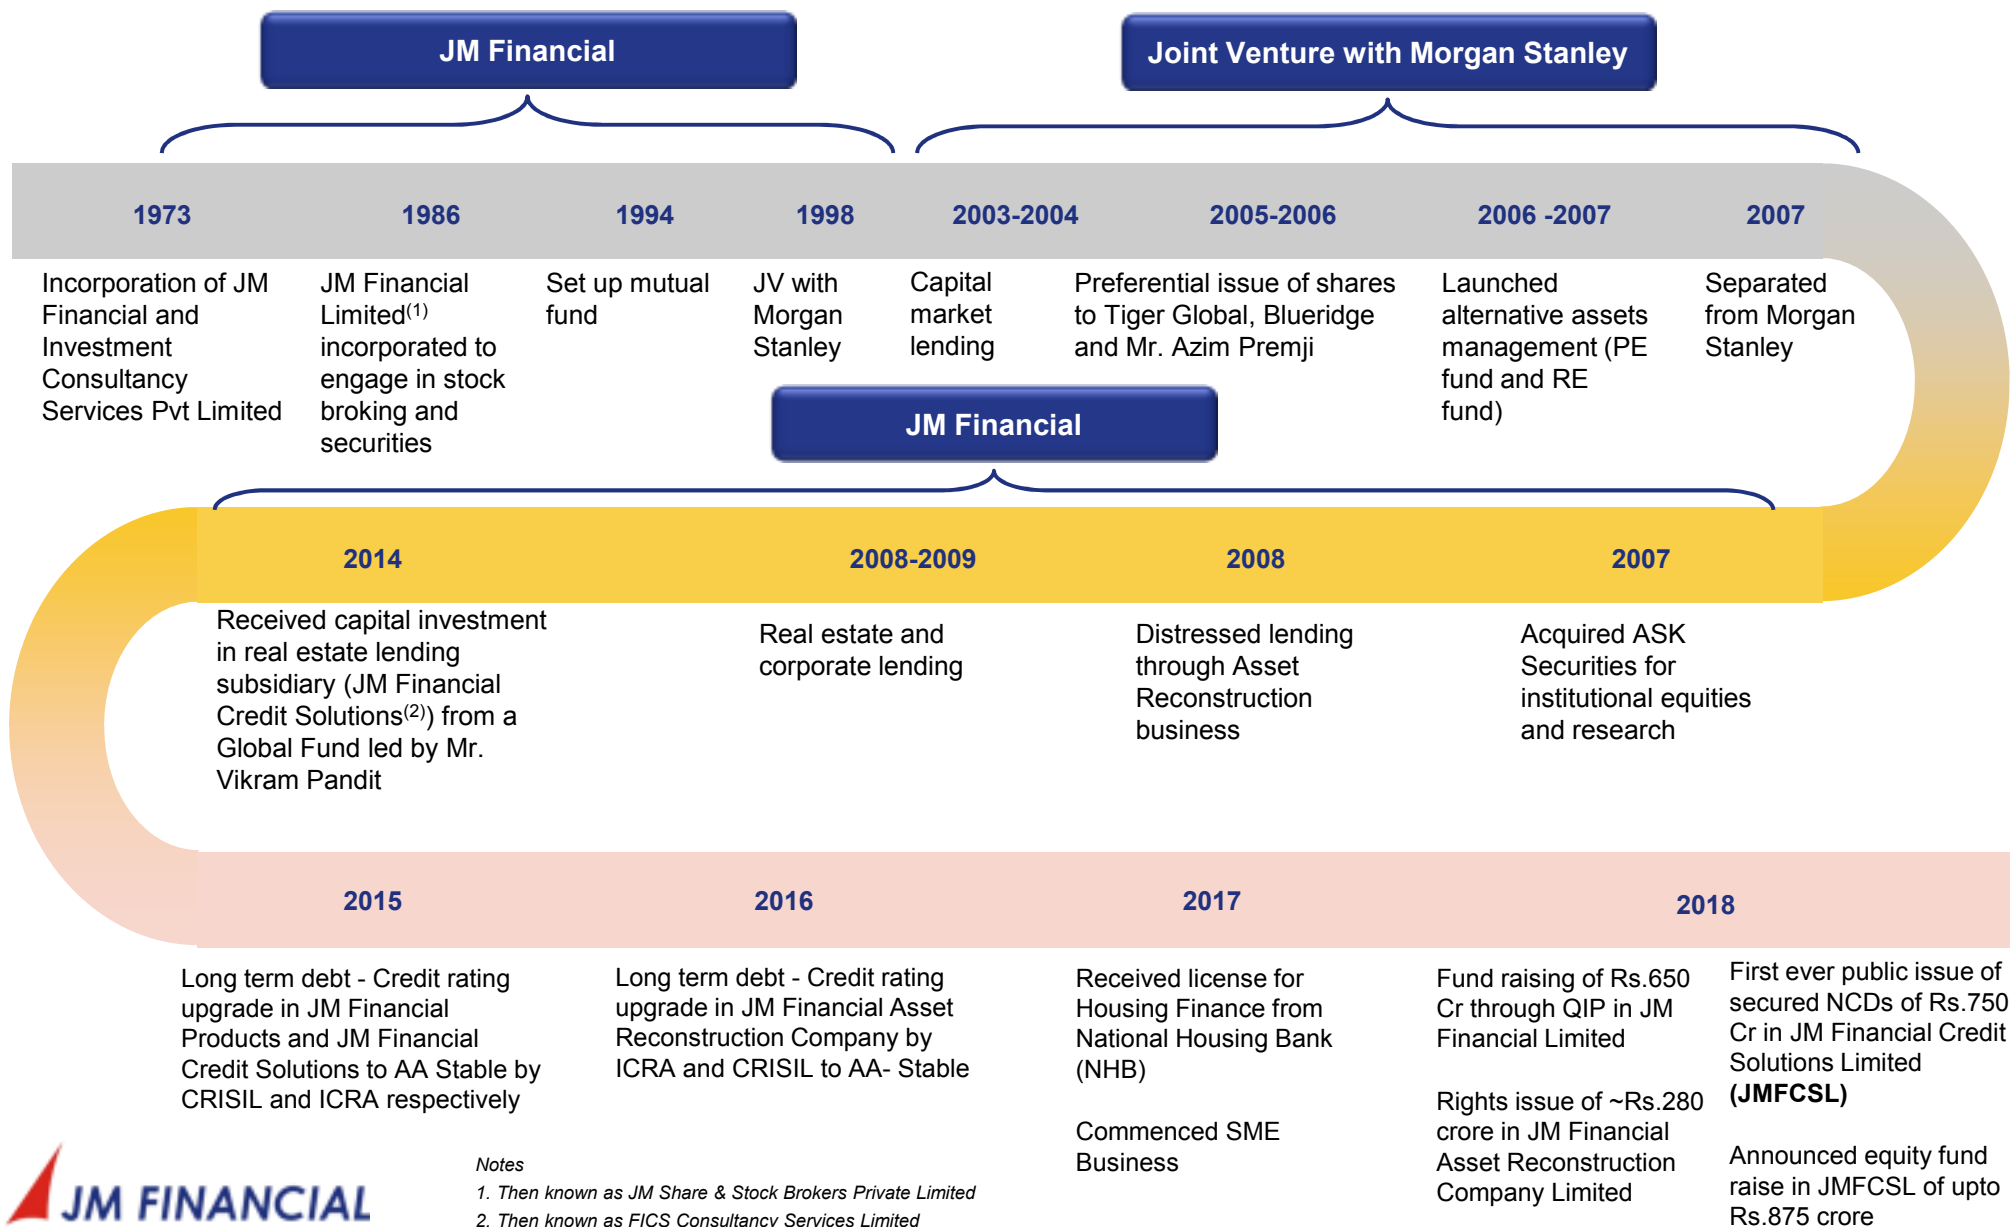 JM Financial
Joint Venture with Morgan Stanley
1973
1986
1994
1998
2003-2004
2005-2006
2006 -2007
2007
Incorporation of JM
Financial and
Investment
Consultancy
Services Pvt Limited
JM Financial
Limited(1)
incorporated to
engage in stock
broking and
securities
Set up mutual
fund
JV with
Morgan
Stanley
Capital
market
lending
Preferential issue of shares
to Tiger Global, Blueridge
and Mr. Azim Premji
Launched
alternative assets
management (PE
fund and RE
fund)
Separated
from Morgan
Stanley
JM Financial
2014
2008-2009
2008
2007
Received capital investment
in real estate lending
subsidiary (JM Financial
Credit Solutions(2)) from a
Global Fund led by Mr.
Vikram Pandit
Real estate and
corporate lending
Distressed lending
through Asset
Reconstruction
business
Acquired ASK
Securities for
institutional equities
and research
2015
2016
2017
2018
Long term debt - Credit rating
upgrade in JM Financial
Products and JM Financial
Credit Solutions to AA Stable by
CRISIL and ICRA respectively
Long term debt - Credit rating
upgrade in JM Financial Asset
Reconstruction Company by
ICRA and CRISIL to AA- Stable
Received license for
Housing Finance from
National Housing Bank
(NHB)
Commenced SME
Business
Fund raising of Rs.650
Cr through QIP in JM
Financial Limited
Rights issue of ~Rs.280
crore in JM Financial
Asset Reconstruction
Company Limited
First ever public issue of
secured NCDs of Rs.750
Cr in JM Financial Credit
Solutions Limited
(JMFCSL)
Announced equity fund
raise in JMFCSL of upto
Rs.875 crore
JM FINANCIAL
Notes
1. Then known as JM Share & Stock Brokers Private Limited
2. Then known as FICS Consultancy Services Limited